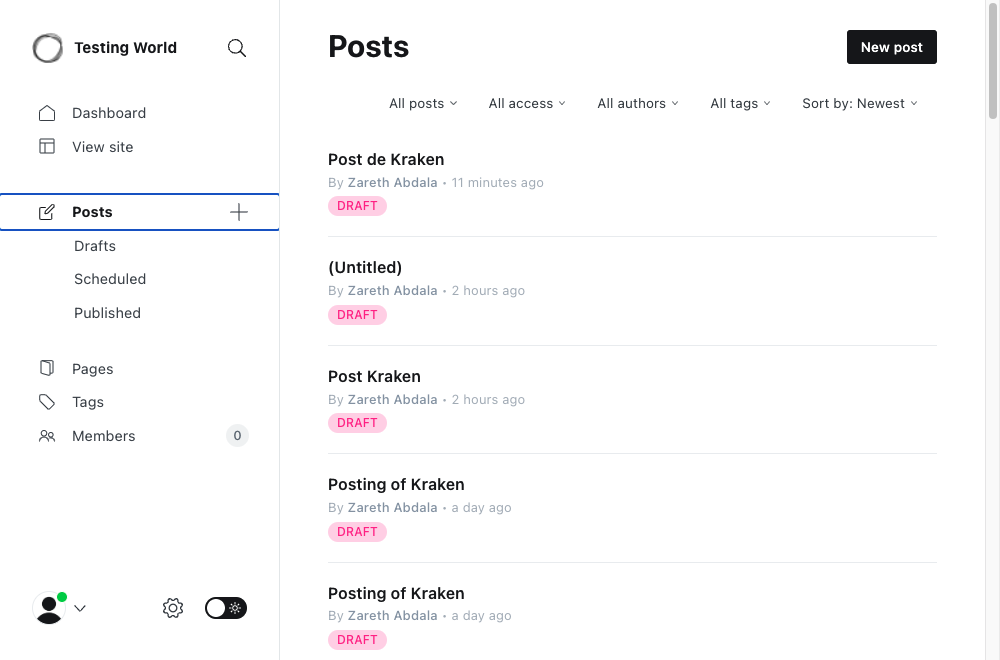 Testing World
Dashboard
View site
Posts
Drafts
Scheduled
Published
Pages
Tags
Members 0
Posts
New post
All posts All access All authors All tags Sort by: Newest
Post de Kraken
By Zareth Abdala • 11 minutes ago
DRAFT
(Untitled)
By Zareth Abdala • 2 hours ago
DRAFT
Post Kraken
By Zareth Abdala • 2 hours ago
DRAFT
Posting of Kraken
By Zareth Abdala • a day ago
DRAFT
Posting of Kraken
By Zareth Abdala • a day ago
DRAFT